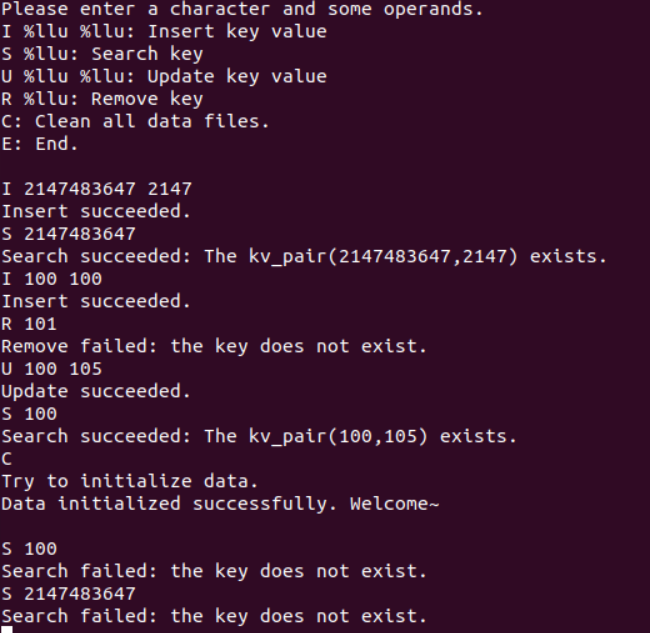 Please enter a character and some operands.
I %llu %llu: Insert key value
S %llu: Search key
U %llu %llu: Update key value
R %llu: Remove key
C: Clean all data files.
E: End.
I 2147483647 2147
Insert succeeded.
S 2147483647
Search succeeded: The kv_pair(2147483647,2147) exists.
I 100 100
Insert succeeded.
R 101
Remove failed: the key does not exist.
U 100 105
Update succeeded.
S 100
Search succeeded: The kv_pair(100,105) exists.
C
Try to initialize data.
Data initialized successfully. Welcome~
S 100
Search failed: the key does not exist.
S 2147483647
Search failed: the key does not exist.